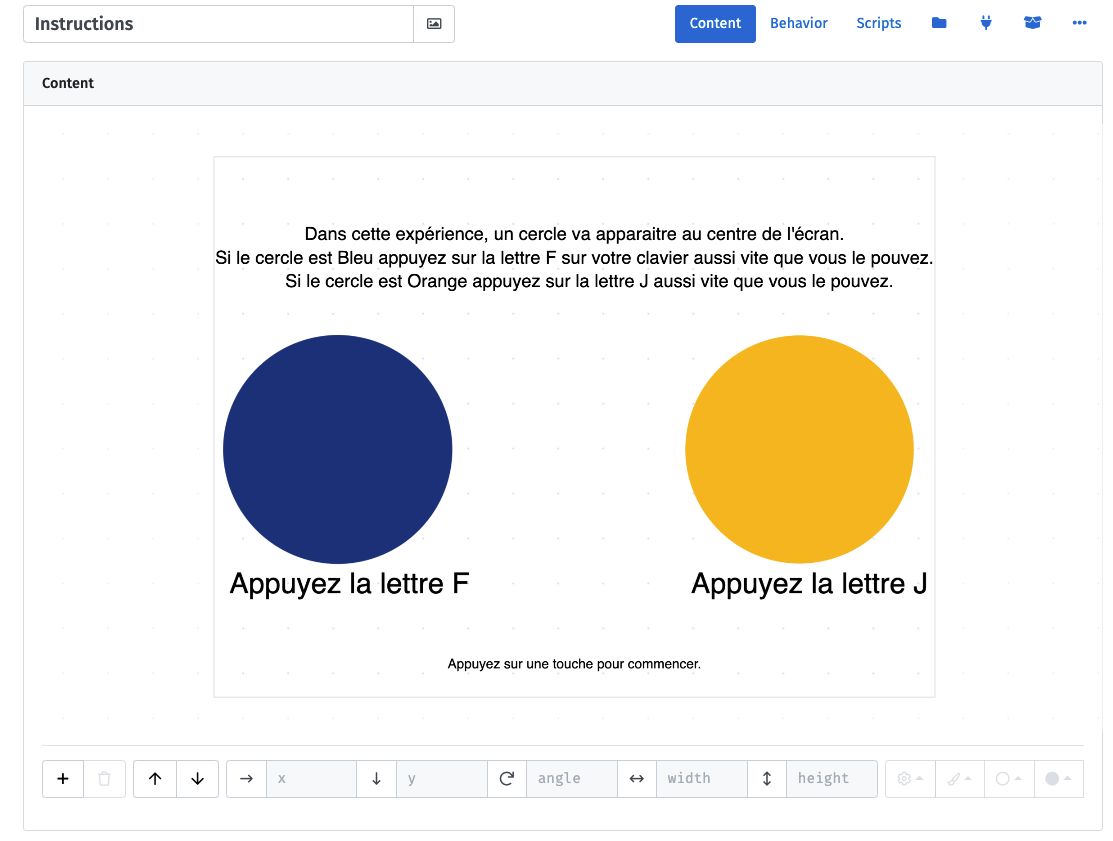 Instructions
Content
Behavior
Scripts
Content
Dans cette expérience, un cercle va apparaitre au centre de l'écran.
Si le cercle est Bleu appuyez sur la lettre F sur votre clavier aussi vite que vous le pouvez.
Si le cercle est Orange appuyez sur la lettre J aussi vite que vous le pouvez.
Appuyez la lettre F
Appuyez la lettre J
Appuyez sur une touche pour commencer.
x
y
angle
width
height